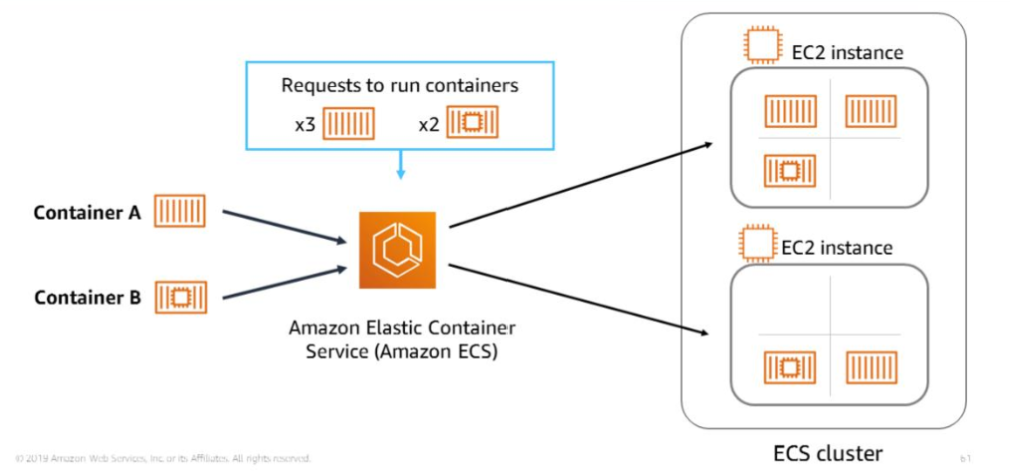 EC2 instance
Requests to run containers
x3 x2
Container A
EC2 instance
Container B
Amazon Elastic Container
Service (Amazon ECS)
ECS cluster
© 2019 Amazon Web Services, Inc. or its Affiliates. All rights reserved.
61